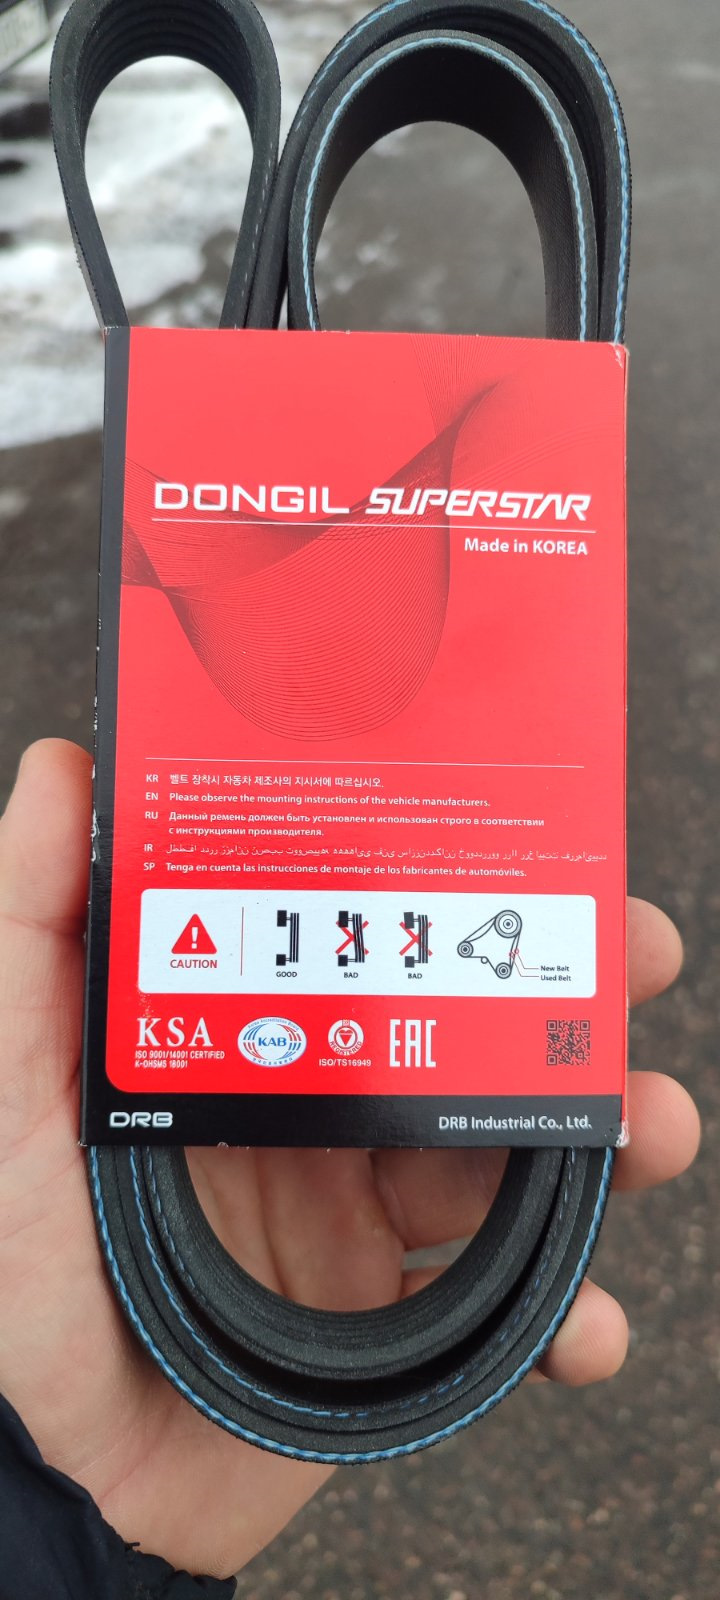 DONGIL SUPERSTAR
Made in KOREA
KR 벨트 장착시 자동차 제조사의 지시서에 따르십시오.
EN Please observe the mounting instructions of the vehicle manufacturers.
RU Данный ремень должен быть установлен и использован строго в соответствии
с инструкциями производителя.
IR
SP Tenga en cuenta las instrucciones de montaje de los fabricantes de automóviles.
CAUTION
GOOD
BAD
BAD
New Belt
Used Belt
KSA
ISO 9001/14001 CERTIFIED
K-OHSMS 18001
KAB
REGISTERED
ISO/TS16949
EAC
DRB
DRB Industrial Co., Ltd.